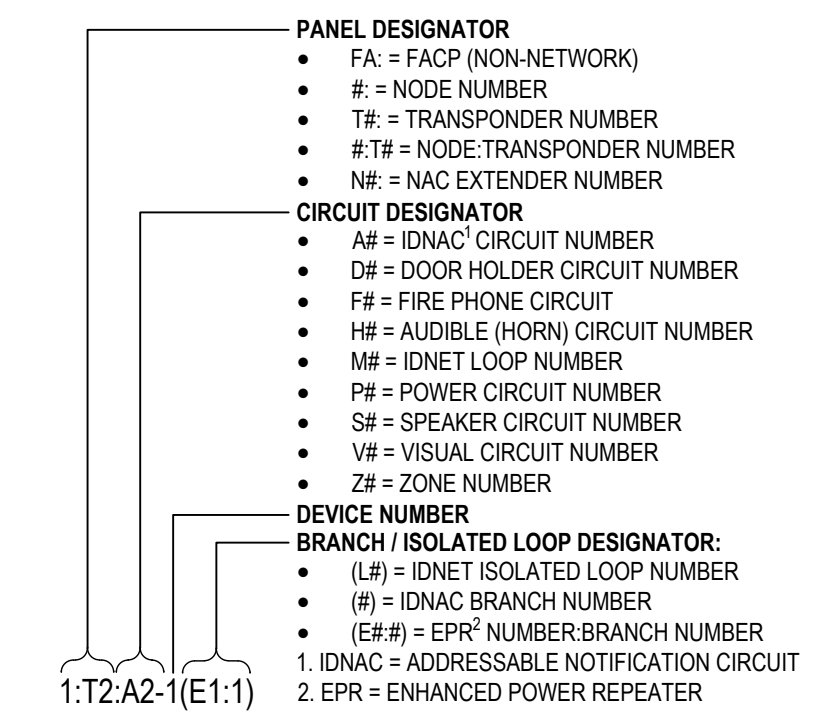 PANEL DESIGNATOR
• FA: = FACP (NON-NETWORK)
• #: = NODE NUMBER
• T#: = TRANSPONDER NUMBER
• #:T# = NODE:TRANSPONDER NUMBER
• N#: = NAC EXTENDER NUMBER
CIRCUIT DESIGNATOR
• A# = IDNAC¹ CIRCUIT NUMBER
• D# = DOOR HOLDER CIRCUIT NUMBER
• F# = FIRE PHONE CIRCUIT
• H# = AUDIBLE (HORN) CIRCUIT NUMBER
• M# = IDNET LOOP NUMBER
• P# = POWER CIRCUIT NUMBER
• S# = SPEAKER CIRCUIT NUMBER
• V# = VISUAL CIRCUIT NUMBER
• Z# = ZONE NUMBER
DEVICE NUMBER
BRANCH / ISOLATED LOOP DESIGNATOR:
• (L#) = IDNET ISOLATED LOOP NUMBER
• (#) = IDNAC BRANCH NUMBER
• (E#:#) = EPR² NUMBER:BRANCH NUMBER
1. IDNAC = ADDRESSABLE NOTIFICATION CIRCUIT
2. EPR = ENHANCED POWER REPEATER
1:T2:A2-1(E1:1)